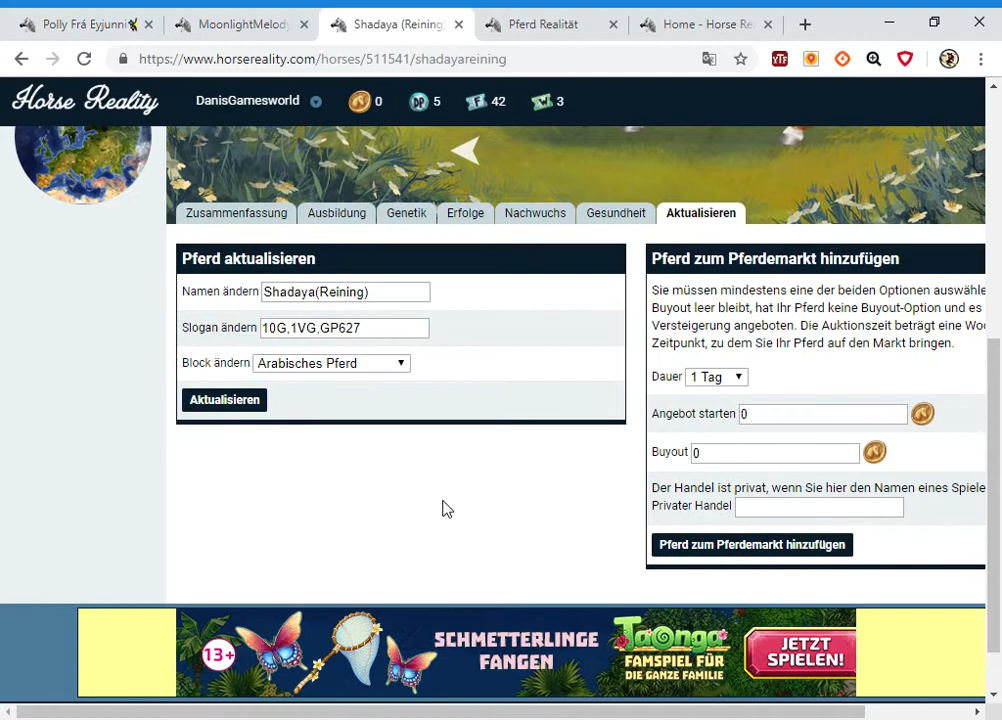 Polly Frá Eyjunni
MoonlightMelody
Shadaya (Reining)
Pferd Realität
Home - Horse Re
https://www.horsereality.com/horses/511541/shadayareining
YTF
Horse Reality
DanisGamesworld
0
DP 5
F 42
W 3
Zusammenfassung
Ausbildung
Genetik
Erfolge
Nachwuchs
Gesundheit
Aktualisieren
Pferd aktualisieren
Namen ändern Shadaya(Reining)
Slogan ändern 10G,1VG,GP627
Block ändern Arabisches Pferd
Aktualisieren
Pferd zum Pferdemarkt hinzufügen
Sie müssen mindestens eine der beiden Optionen auswähle
Buyout leer bleibt, hat Ihr Pferd keine Buyout-Option und es
Versteigerung angeboten. Die Auktionszeit beträgt eine Wo
Zeitpunkt, zu dem Sie Ihr Pferd auf den Markt bringen.
Dauer 1 Tag
Angebot starten 0
Buyout 0
Der Handel ist privat, wenn Sie hier den Namen eines Spiele
Privater Handel
Pferd zum Pferdemarkt hinzufügen
13+
SCHMETTERLINGE
FANGEN
Taonga
FAMSPIEL FÜR
DIE GANZE FAMILIE
JETZT
SPIELEN!